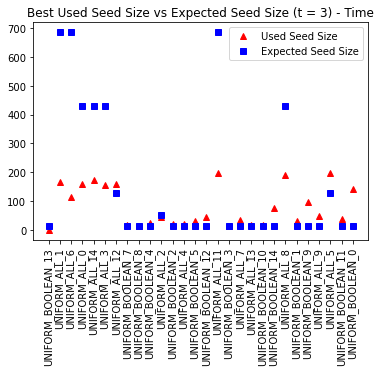 Best Used Seed Size vs Expected Seed Size (t = 3) - Time
Used Seed Size
Expected Seed Size
700
600
500
400
300
200
100
0
UNIFORM_BOOLEAN_13
UNIFORM_ALL_1
UNIFORM_ALL_6
UNIFORM_ALL_0
UNIFORM_ALL_14
UNIFORM_ALL_3
UNIFORM_ALL_12
UNIFORM_BOOLEAN_7
UNIFORM_BOOLEAN_8
UNIFORM_BOOLEAN_4
UNIFORM_ALL_2
UNIFORM_BOOLEAN_2
UNIFORM_ALL_4
UNIFORM_BOOLEAN_5
UNIFORM_BOOLEAN_12
UNIFORM_ALL_11
UNIFORM_BOOLEAN_3
UNIFORM_ALL_7
UNIFORM_ALL_13
UNIFORM_BOOLEAN_10
UNIFORM_BOOLEAN_14
UNIFORM_ALL_8
UNIFORM_BOOLEAN_1
UNIFORM_BOOLEAN_9
UNIFORM_ALL_9
UNIFORM_ALL_5
UNIFORM_BOOLEAN_11
UNIFORM_BOOLEAN_0